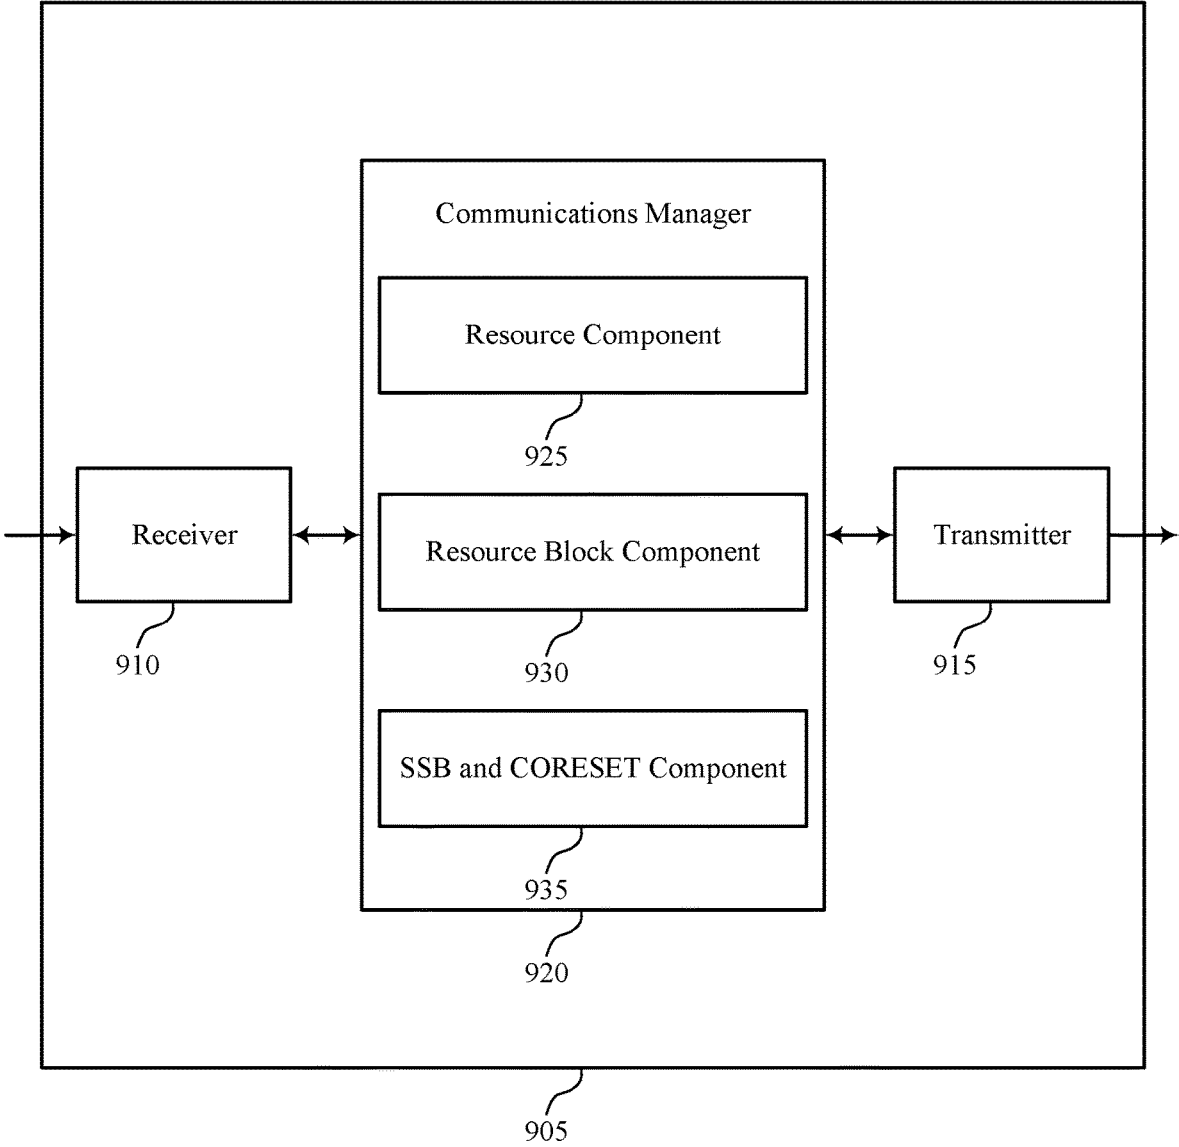 Communications Manager
Resource Component
925
Receiver
910
Resource Block Component
930
Transmitter
915
SSB and CORESET Component
935
920
905